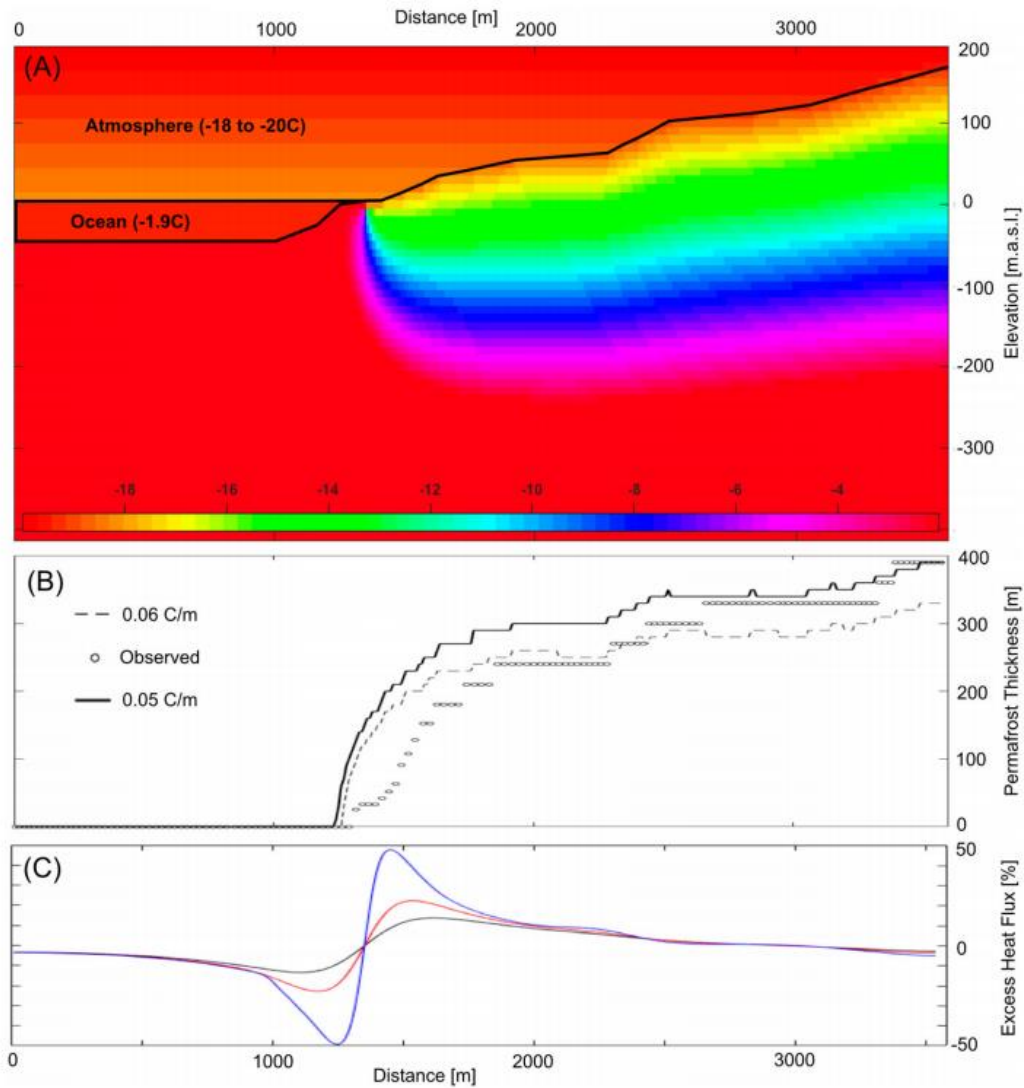 Distance [m]
0 1000 2000 3000
(A)
200
Atmosphere (-18 to -20C)
100
Ocean (-1.9C)
0
-100
-200
-300
Elevation [m.a.s.l.]
-18 -16 -14 -12 -10 -8 -6 -4
(B)
400
0.06 C/m
300
Observed
0.05 C/m
200
100
0
Permafrost Thickness [m]
(C)
50
0
-50
Excess Heat Flux [%]
0 1000 2000 3000
Distance [m]